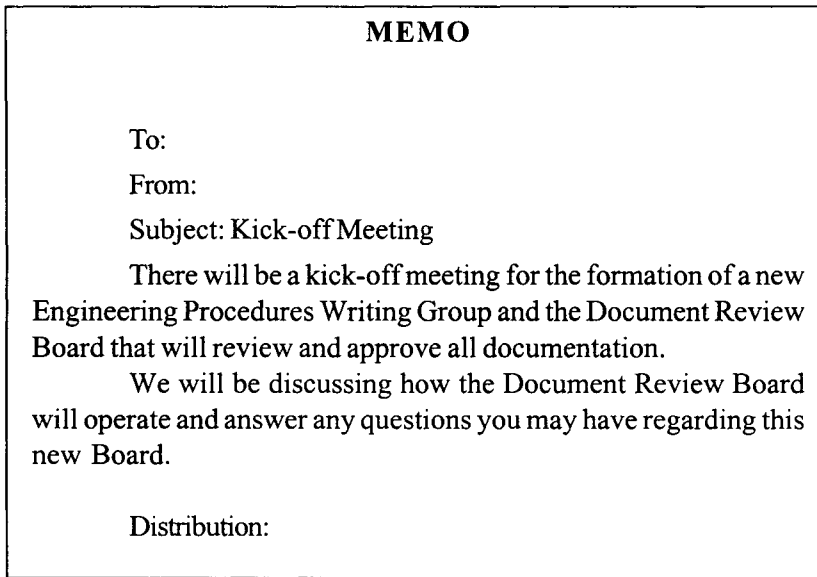 MEMO
To:
From:
Subject: Kick-off Meeting
There will be a kick-off meeting for the formation of a new
Engineering Procedures Writing Group and the Document Review
Board that will review and approve all documentation.
We will be discussing how the Document Review Board
will operate and answer any questions you may have regarding this
new Board.
Distribution: